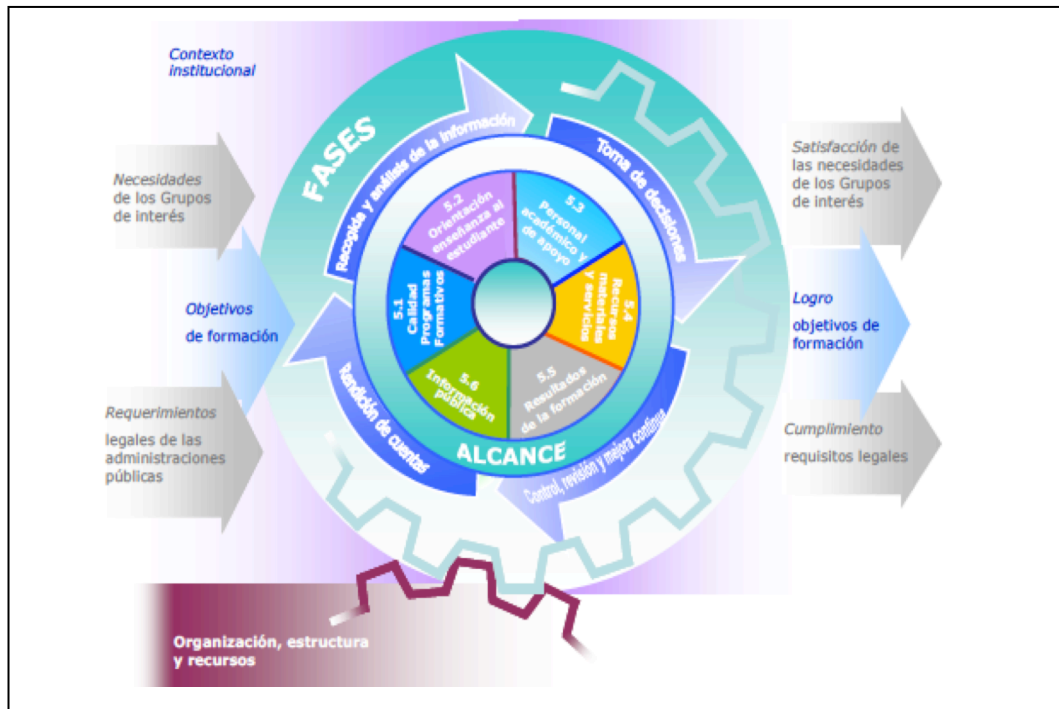 Contexto
institucional
Necesidades
de los Grupos
de interés
Objetivos
de formación
Requerimientos
legales de las
administraciones
públicas
FASES
Recogida y análisis de la información
Toma de decisiones
Control, revisión y mejora continua
Rendición de cuentas
5.1
Calidad
Programas
Formativos
5.2
Orientación
enseñanza al
estudiante
5.3
Personal
académico y
de apoyo
5.4
Recursos
materiales
y servicios
5.5
Resultados
de la formación
5.6
Información
pública
ALCANCE
Satisfacción de
las necesidades
de los Grupos
de interés
Logro
objetivos de
formación
Cumplimiento
requisitos legales
Organización, estructura
y recursos